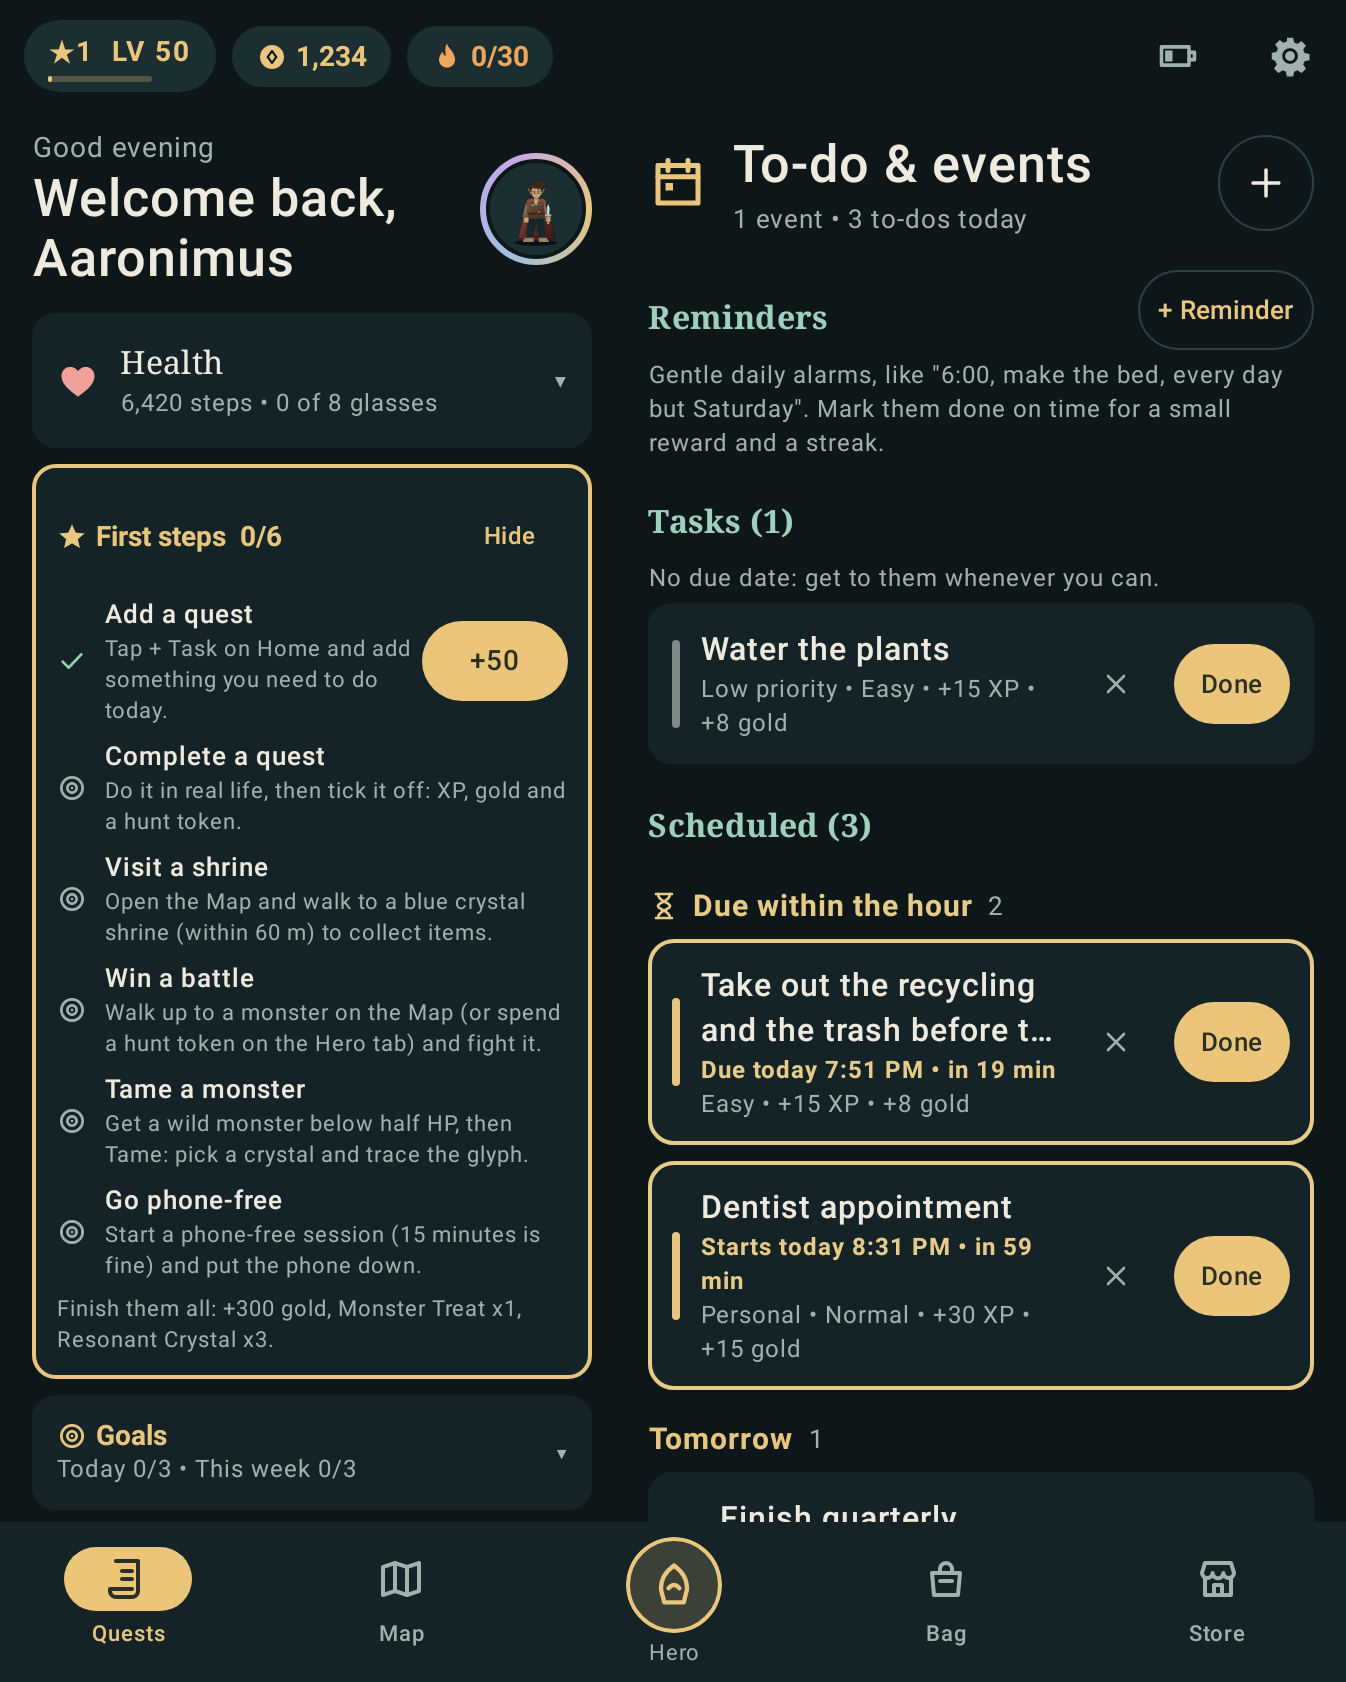 ★1 LV 50
1,234
0/30
Good evening
Welcome back,
Aaronimus
Health
6,420 steps • 0 of 8 glasses
First steps 0/6
Hide
Add a quest
Tap + Task on Home and add
something you need to do
today.
+50
Complete a quest
Do it in real life, then tick it off: XP, gold and
a hunt token.
Visit a shrine
Open the Map and walk to a blue crystal
shrine (within 60 m) to collect items.
Win a battle
Walk up to a monster on the Map (or spend
a hunt token on the Hero tab) and fight it.
Tame a monster
Get a wild monster below half HP, then
Tame: pick a crystal and trace the glyph.
Go phone-free
Start a phone-free session (15 minutes is
fine) and put the phone down.
Finish them all: +300 gold, Monster Treat x1,
Resonant Crystal x3.
Goals
Today 0/3 • This week 0/3
To-do & events
1 event • 3 to-dos today
Reminders
+ Reminder
Gentle daily alarms, like "6:00, make the bed, every day
but Saturday". Mark them done on time for a small
reward and a streak.
Tasks (1)
No due date: get to them whenever you can.
Water the plants
Low priority • Easy • +15 XP •
+8 gold
Done
Scheduled (3)
Due within the hour 2
Take out the recycling
and the trash before t…
Due today 7:51 PM • in 19 min
Easy • +15 XP • +8 gold
Done
Dentist appointment
Starts today 8:31 PM • in 59
min
Personal • Normal • +30 XP •
+15 gold
Done
Tomorrow 1
Finish quarterly
Quests
Map
Hero
Bag
Store